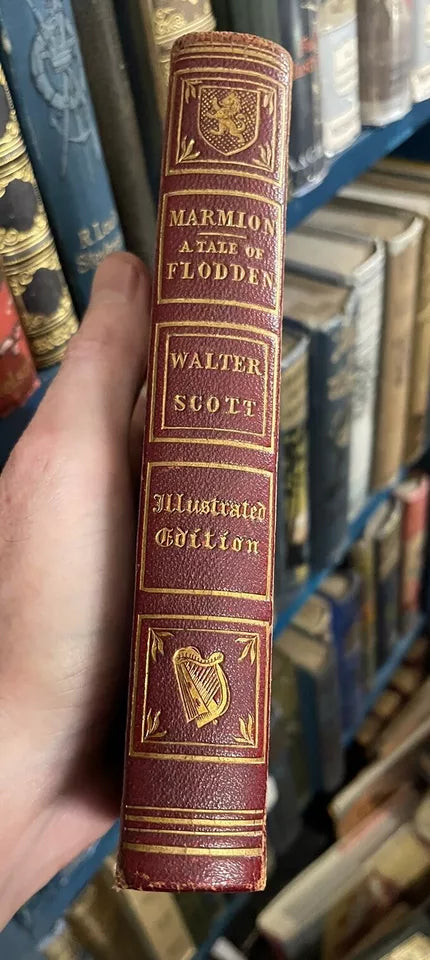 MARMION
A TALE OF
FLODDEN
WALTER
SCOTT
Illustrated
Edition